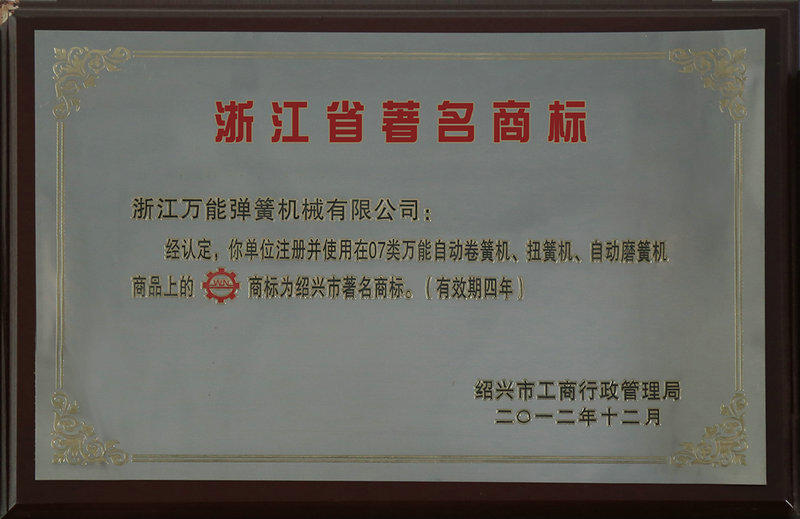 浙江省著名商标
浙江万能弹簧机械有限公司：
经认定，你单位注册并使用在07类万能自动卷簧机、扭簧机、自动磨簧机
商品上的 WN 商标为绍兴市著名商标。（有效期四年）
绍兴市工商行政管理局
二〇一二年十二月